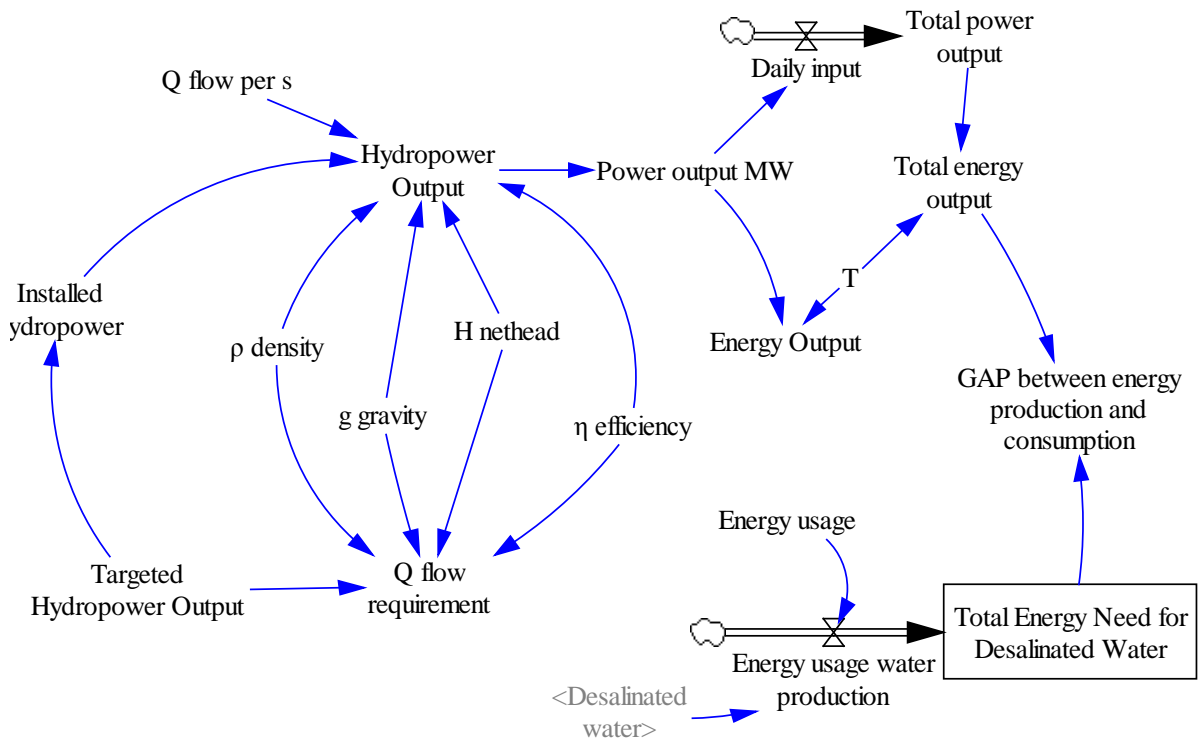 Total power
output
Daily input
Q flow per s
Hydropower
Output
Power output MW
Total energy
output
T
Installed
ydropower
ρ density
H nethead
Energy Output
g gravity
η efficiency
GAP between energy
production and
consumption
Energy usage
Targeted
Hydropower Output
Q flow
requirement
Total Energy Need for
Desalinated Water
Energy usage water
production
<Desalinated
water>